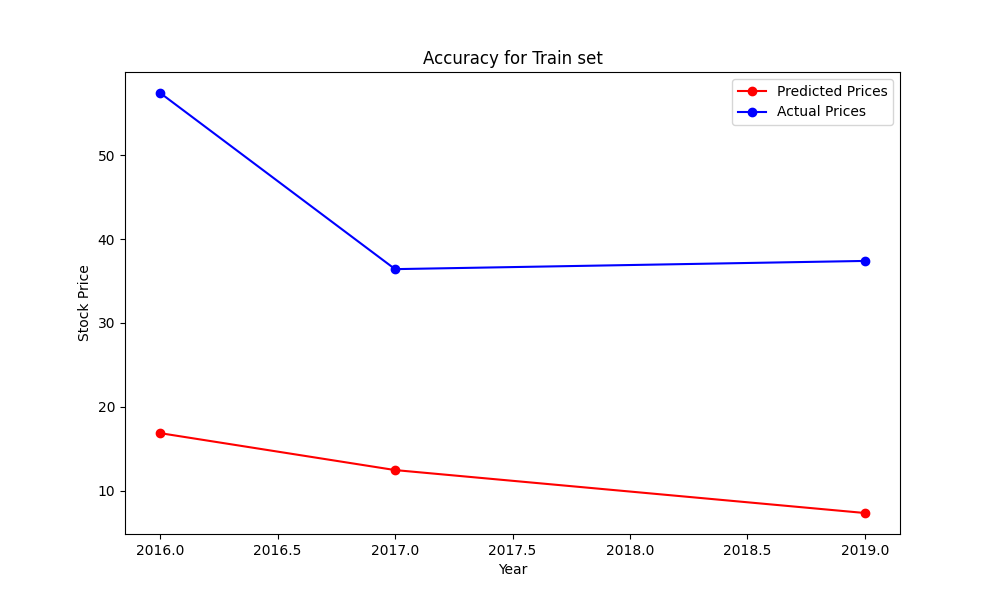 Accuracy for Train set
Predicted Prices
Actual Prices
50
40
30
20
10
Stock Price
2016.0 2016.5 2017.0 2017.5 2018.0 2018.5 2019.0
Year